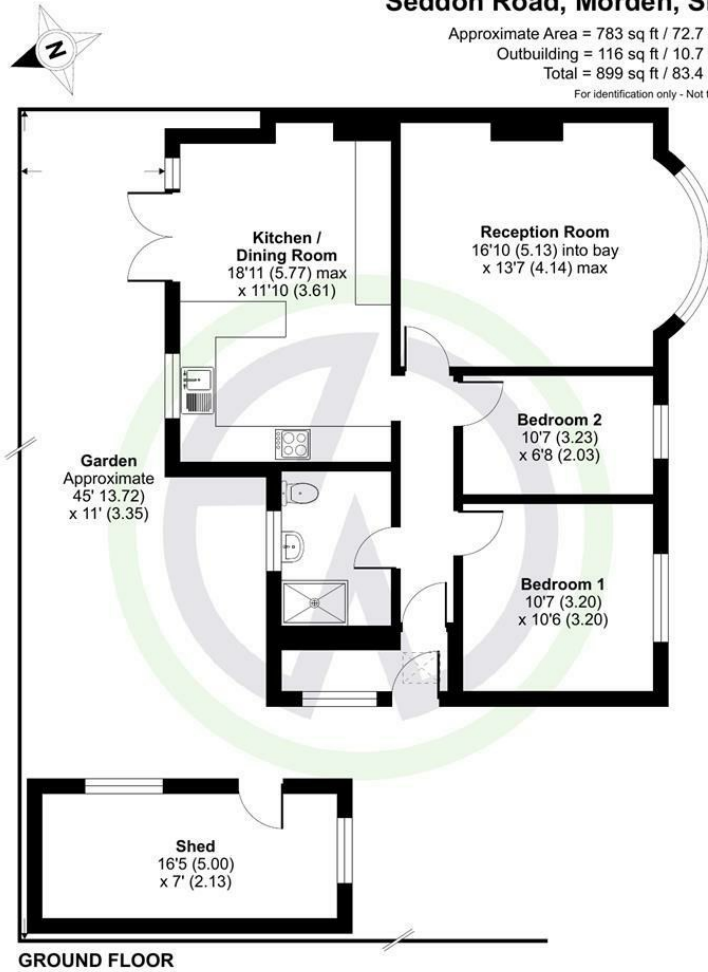 Seddon Road, Morden,
Approximate Area = 783 sq ft / 72.7
Outbuilding = 116 sq ft / 10.7
Total = 899 sq ft / 83.4
For identification only - Not
N
Kitchen /
Dining Room
18'11 (5.77) max
x 11'10 (3.61)
Reception Room
16'10 (5.13) into bay
x 13'7 (4.14) max
Bedroom 2
10'7 (3.23)
x 6'8 (2.03)
Garden
Approximate
45' 13.72)
x 11' (3.35)
Bedroom 1
10'7 (3.20)
x 10'6 (3.20)
Shed
16'5 (5.00)
x 7' (2.13)
GROUND FLOOR